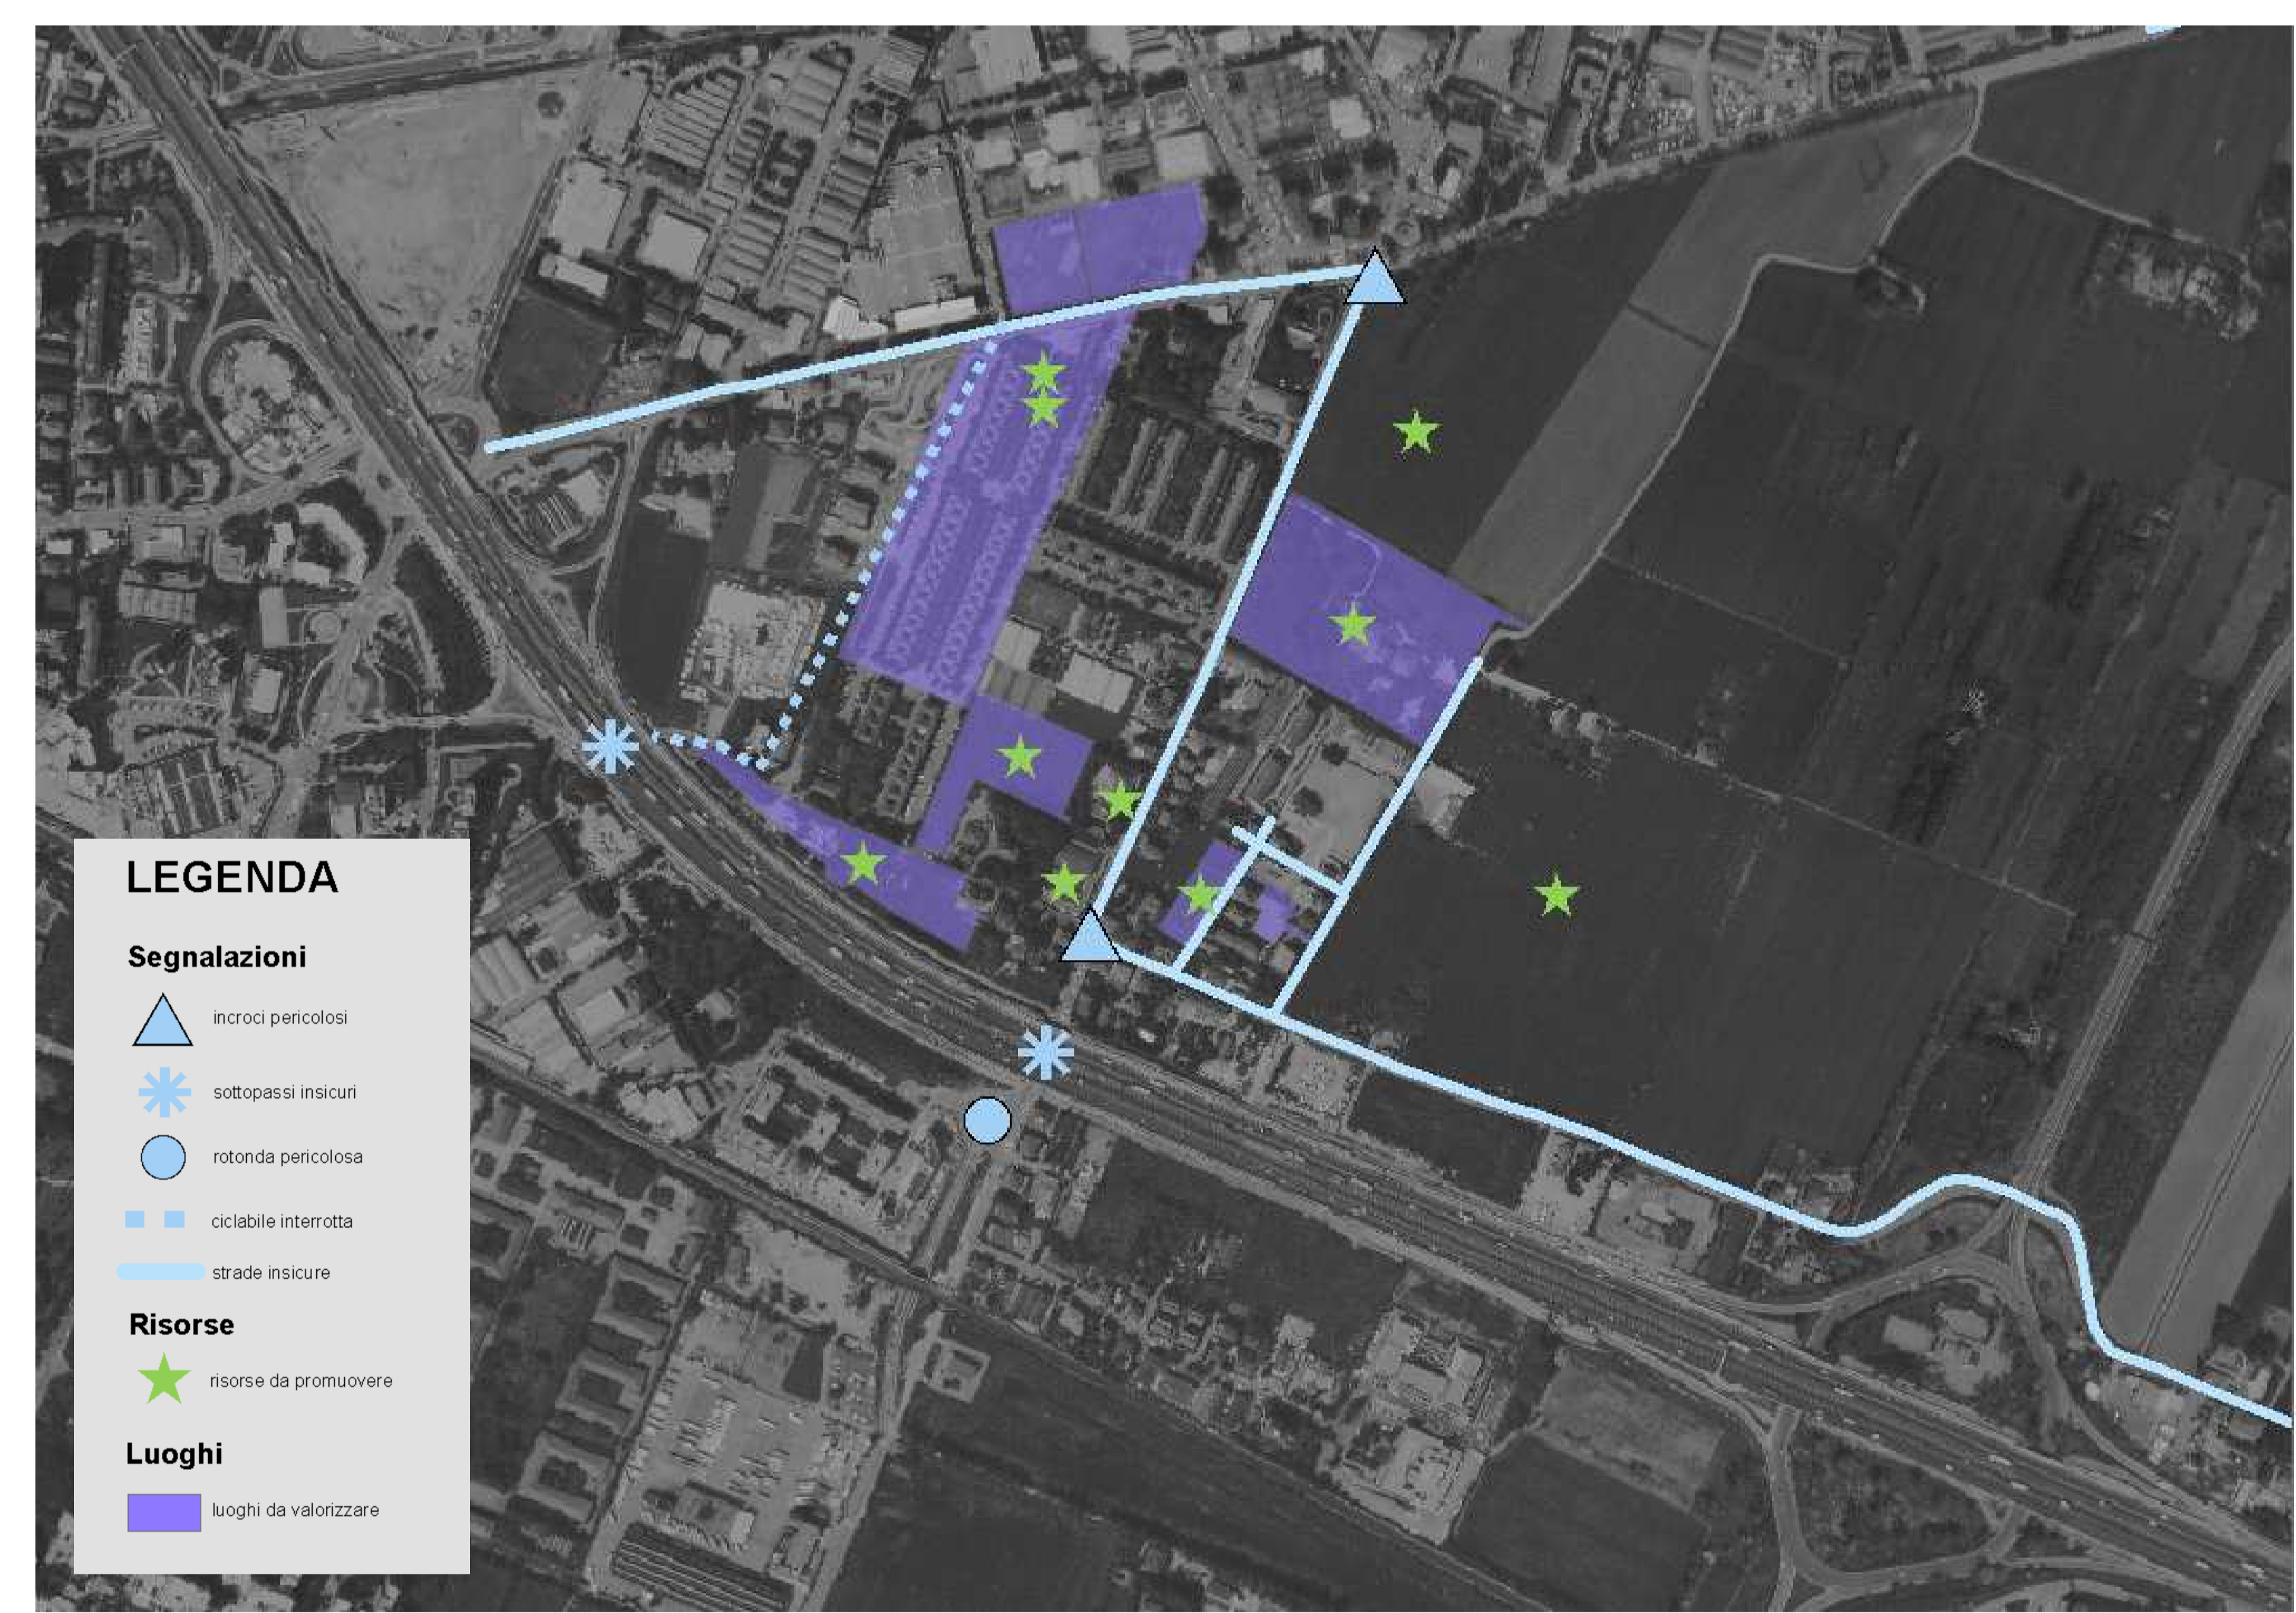 LEGENDA
Segnalazioni
incroci pericolosi
sottopassi insicuri
rotonda pericolosa
ciclabile interrotta
strade insicure
Risorse
risorse da promuovere
Luoghi
luoghi da valorizzare